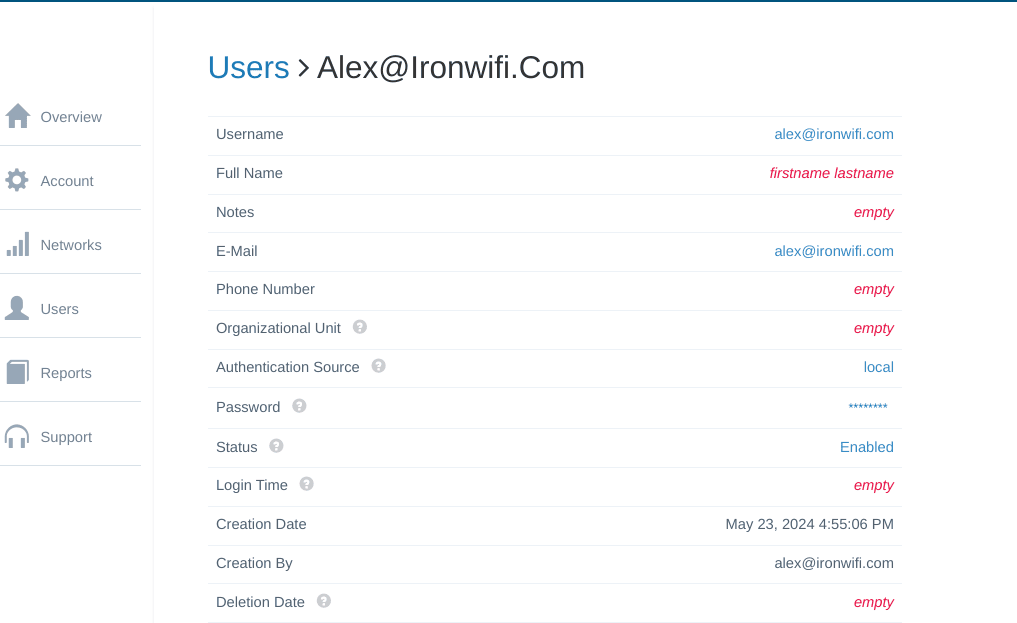 Users > Alex@Ironwifi.Com
Overview
Account
Networks
Users
Reports
Support
Username alex@ironwifi.com
Full Name firstname lastname
Notes empty
E-Mail alex@ironwifi.com
Phone Number empty
Organizational Unit ? empty
Authentication Source ? local
Password ? ********
Status ? Enabled
Login Time ? empty
Creation Date May 23, 2024 4:55:06 PM
Creation By alex@ironwifi.com
Deletion Date ? empty